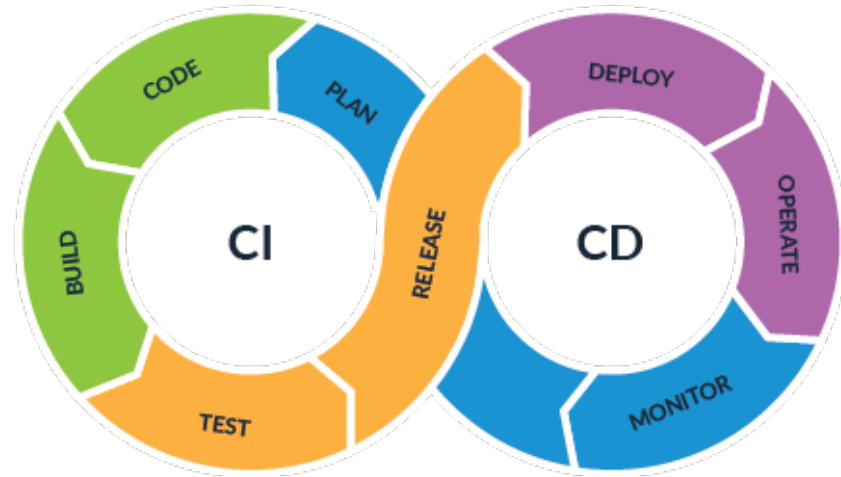 CODE
PLAN
BUILD
CI
TEST
RELEASE
DEPLOY
OPERATE
CD
MONITOR